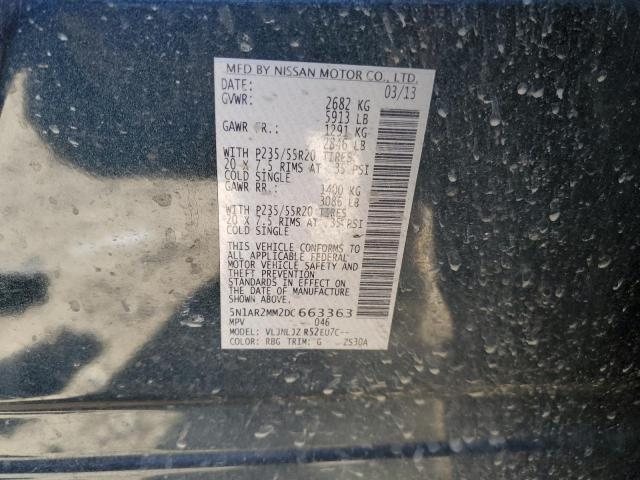 MFD BY NISSAN MOTOR CO., LTD.
DATE: 03/13
GVWR: 2682 KG
5913 LB
GAWR FR.: 1291 KG
2846 LB
WITH P235/55R20 TIRES
20 X 7.5 RIMS AT 35 PSI
COLD SINGLE
GAWR RR.: 1400 KG
3086 LB
WITH P235/55R20 TIRES
20 X 7.5 RIMS AT 35 PSI
COLD SINGLE
THIS VEHICLE CONFORMS TO
ALL APPLICABLE FEDERAL
MOTOR VEHICLE SAFETY AND
THEFT PREVENTION
STANDARDS IN EFFECT ON
THE DATE OF MANUFACTURE
SHOWN ABOVE.
5N1AR2MM2DC663363
MPV 046
MODEL: VLJNLJZ R52EU7C--
COLOR: RBG TRIM: G ZS30A